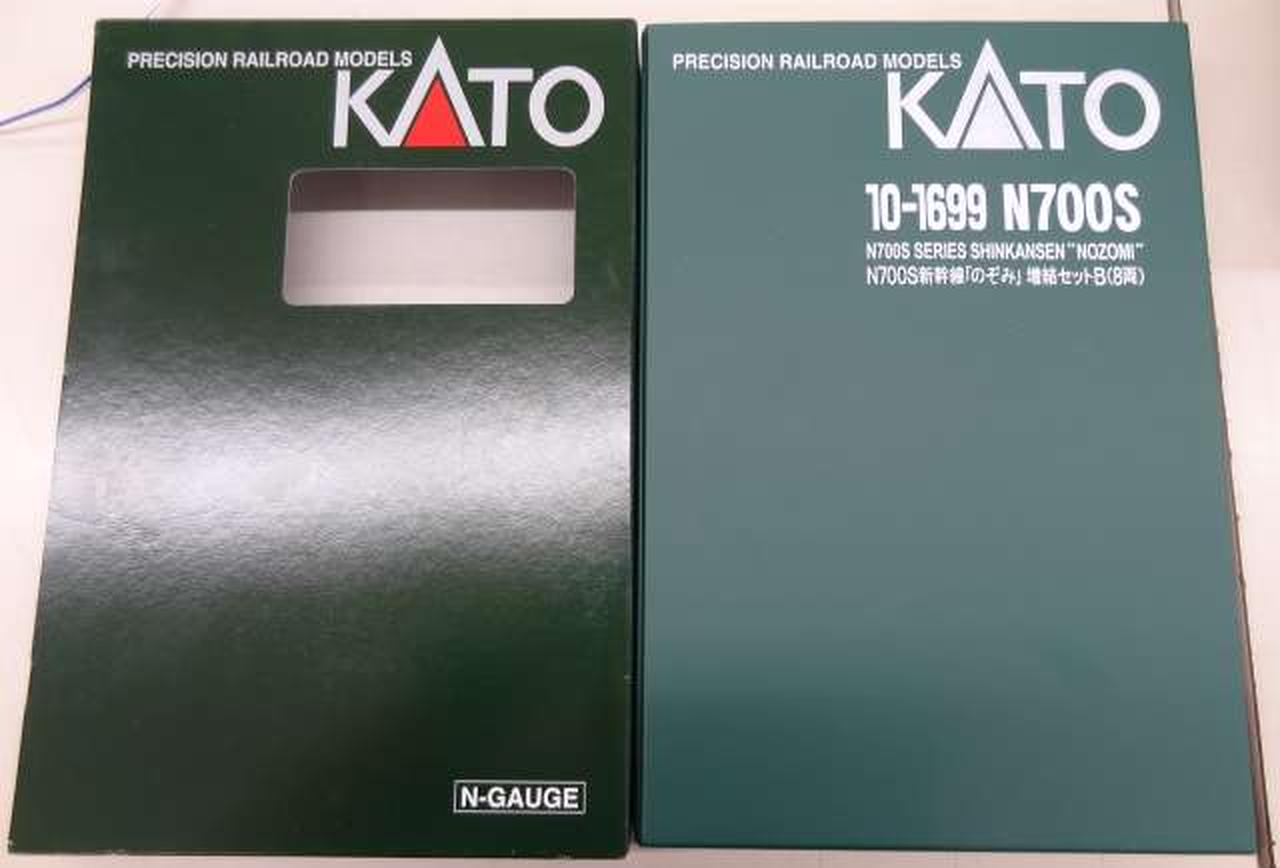 PRECISION RAILROAD MODELS
KATO
N-GAUGE
PRECISION RAILROAD MODELS
KATO
10-1699 N700S
N700S SERIES SHINKANSEN "NOZOMI"
N700S新幹線「のぞみ」 増結セットB(8両)